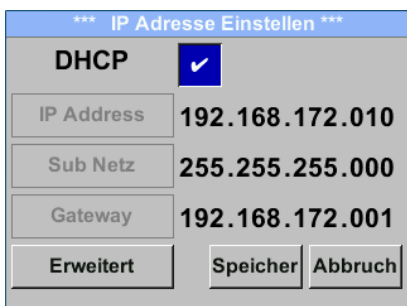 *** IP Adresse Einstellen ***
DHCP ✔
IP Address 192.168.172.010
Sub Netz 255.255.255.000
Gateway 192.168.172.001
Erweitert Speicher Abbruch